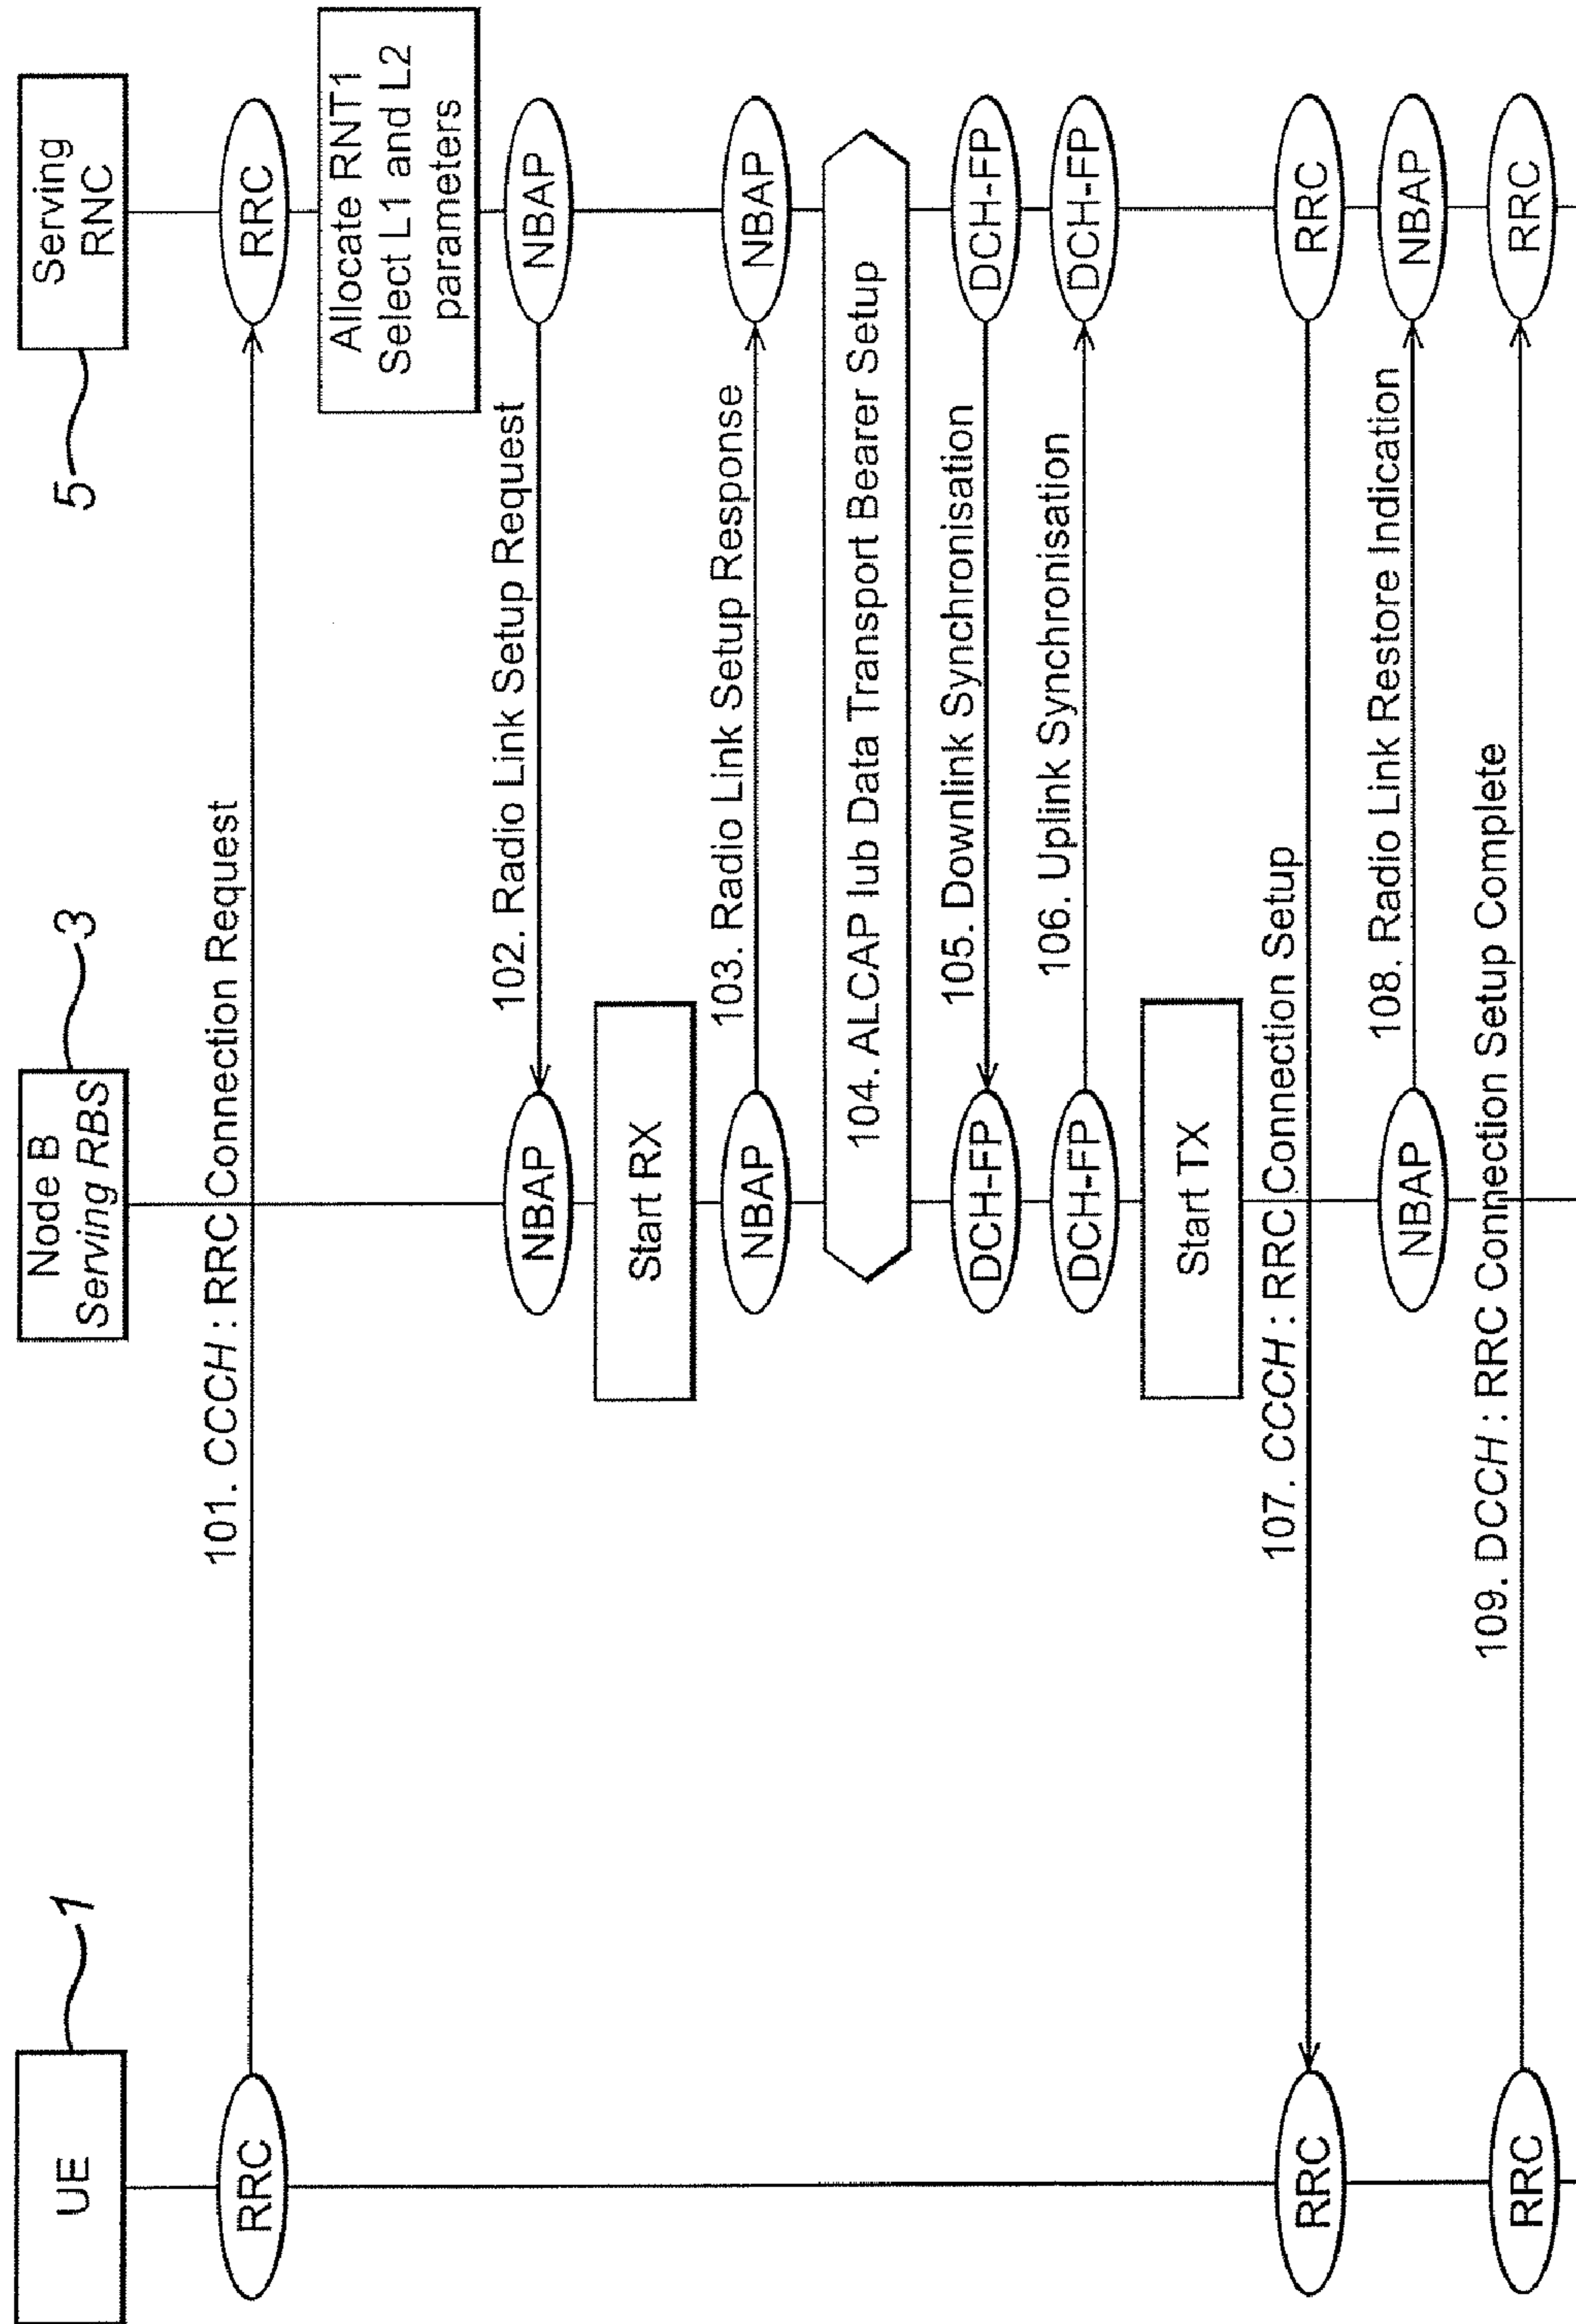 UE
1
Node B
Serving RBS
3
Serving
RNC
5
101. CCCH : RRC Connection Request
RRC
RRC
Allocate RNT1
Select L1 and L2
parameters
102. Radio Link Setup Request
NBAP
NBAP
Start RX
103. Radio Link Setup Response
NBAP
NBAP
104. ALCAP Iub Data Transport Bearer Setup
105. Downlink Synchronisation
DCH-FP
DCH-FP
106. Uplink Synchronisation
DCH-FP
DCH-FP
Start TX
107. CCCH : RRC Connection Setup
RRC
RRC
108. Radio Link Restore Indication
NBAP
NBAP
109. DCCH : RRC Connection Setup Complete
RRC
RRC